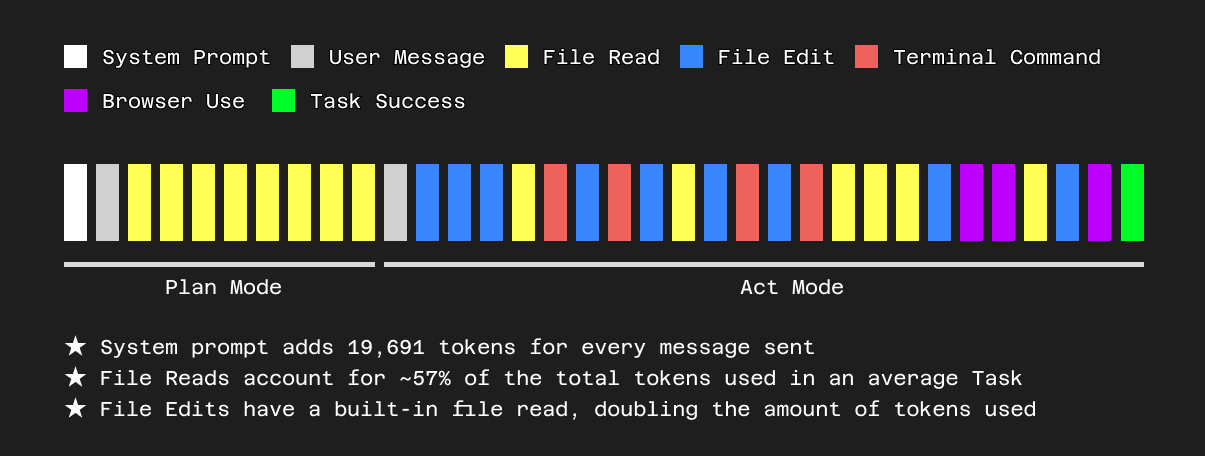 System Prompt User Message File Read File Edit Terminal Command
Browser Use Task Success
Plan Mode Act Mode
★ System prompt adds 19,691 tokens for every message sent
★ File Reads account for ~57% of the total tokens used in an average Task
★ File Edits have a built-in file read, doubling the amount of tokens used